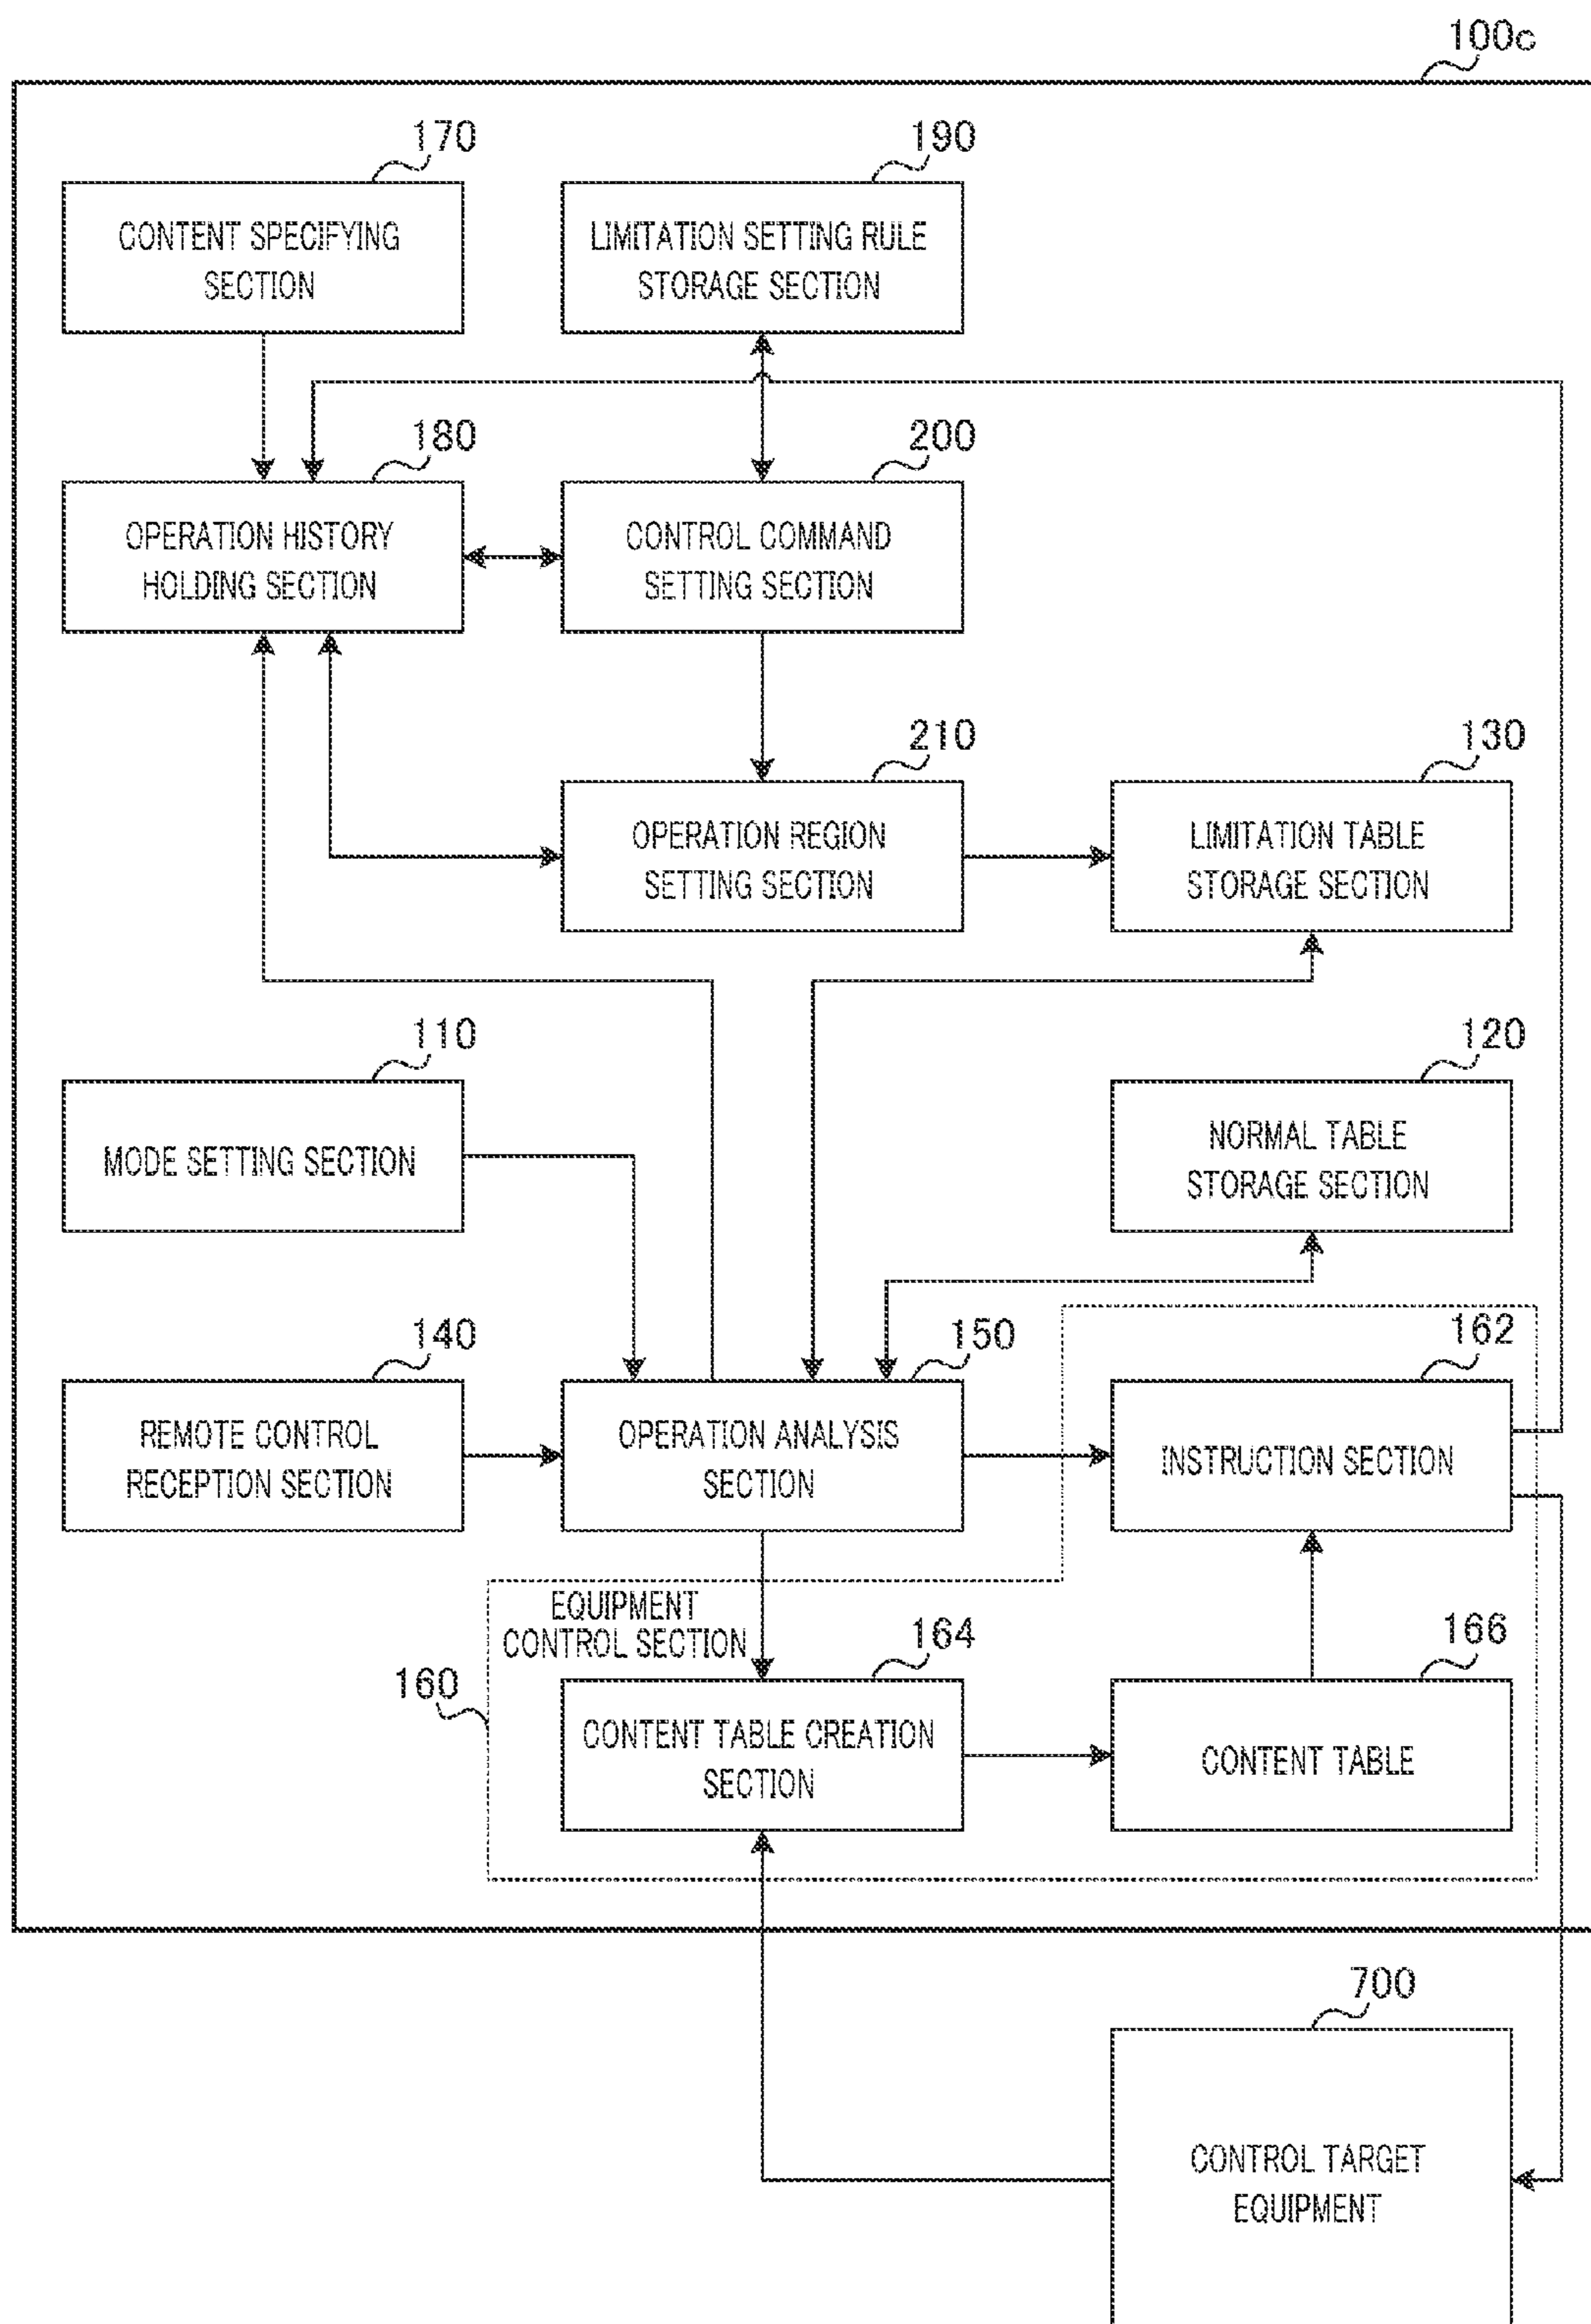 100c
170
190
CONTENT SPECIFYING
SECTION
LIMITATION SETTING RULE
STORAGE SECTION
180
200
OPERATION HISTORY
HOLDING SECTION
CONTROL COMMAND
SETTING SECTION
210
130
OPERATION REGION
SETTING SECTION
LIMITATION TABLE
STORAGE SECTION
110
120
MODE SETTING SECTION
NORMAL TABLE
STORAGE SECTION
140
150
162
REMOTE CONTROL
RECEPTION SECTION
OPERATION ANALYSIS
SECTION
INSTRUCTION SECTION
EQUIPMENT
CONTROL SECTION
160
164
166
CONTENT TABLE CREATION
SECTION
CONTENT TABLE
700
CONTROL TARGET
EQUIPMENT